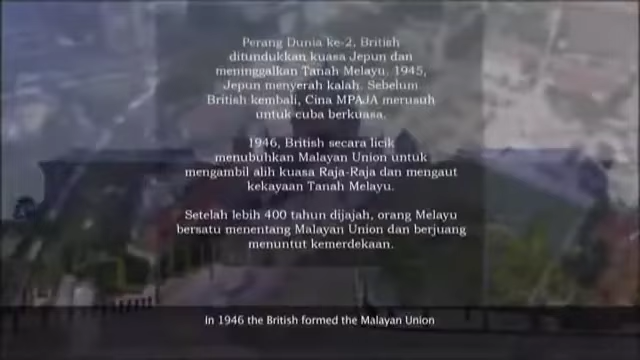 Perang Dunia ke-2, British
ditundukkan kuasa Jepun dan
meninggalkan Tanah Melayu. 1945,
Jepun menyerah kalah. Sebelum
British kembali, Cina MPAJA merusuh
untuk cuba berkuasa.
1946, British secara licik
menubuhkan Malayan Union untuk
mengambil alih kuasa Raja-Raja dan mengaut
kekayaan Tanah Melayu.
Setelah lebih 400 tahun dijajah, orang Melayu
bersatu menentang Malayan Union dan berjuang
menuntut kemerdekaan.
In 1946 the British formed the Malayan Union